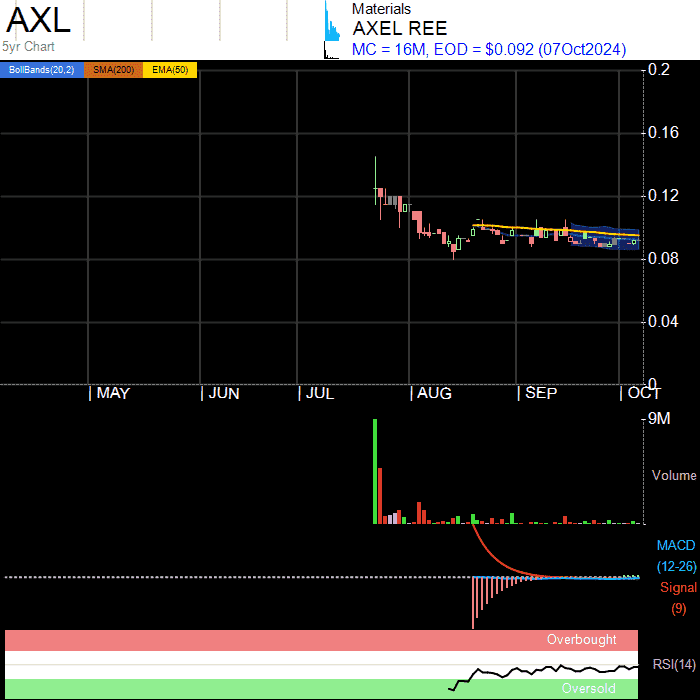 AXL
5yr Chart
Materials
AXEL REE
MC = 16M, EOD = $0.092 (07Oct2024)
BollBands(20,2) SMA(200) EMA(50)
0.2
0.16
0.12
0.08
0.04
0
MAY JUN JUL AUG SEP OCT
9M
Volume
MACD
(12-26)
Signal
(9)
Overbought
RSI(14)
Oversold